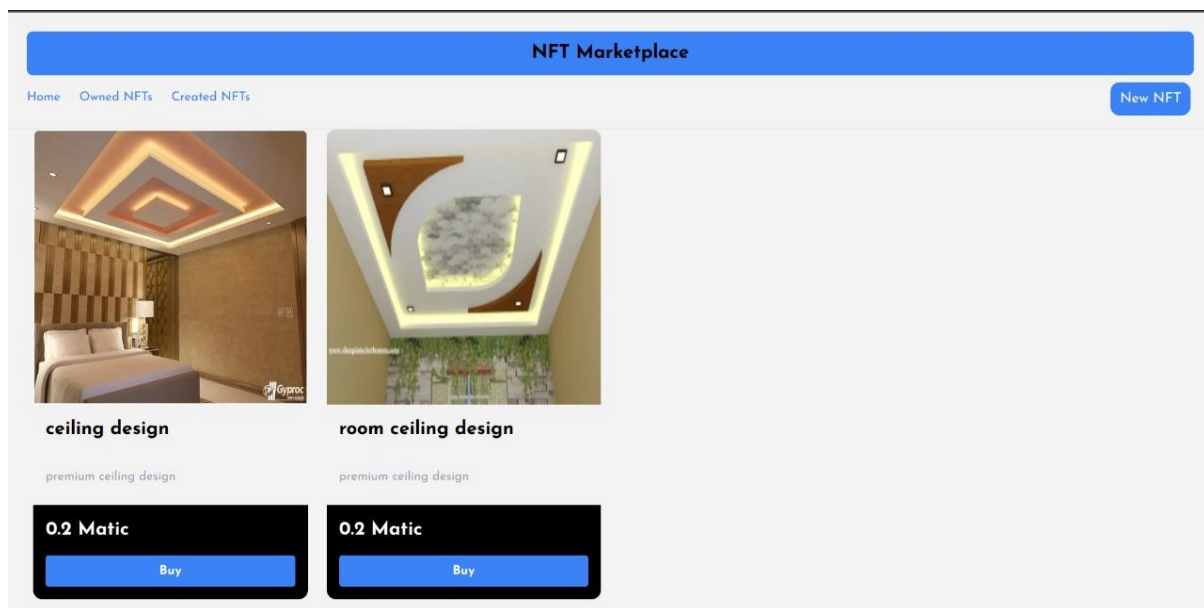 NFT Marketplace
Home Owned NFTs Created NFTs
New NFT
Gyproc
ceiling design
room ceiling design
premium ceiling design
premium ceiling design
0.2 Matic
0.2 Matic
Buy
Buy